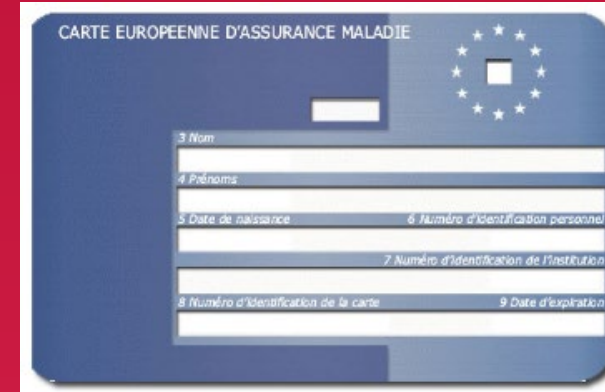 CARTE EUROPEENNE D'ASSURANCE MALADIE
3 Nom
4 Prénoms
5 Date de naissance 6 Numéro d'identification personnel
7 Numéro d'identification de l'institution
8 Numéro d'identification de la carte 9 Date d'expiration